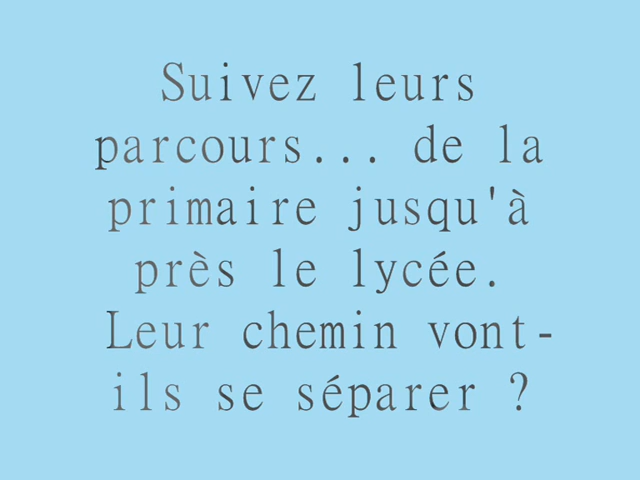 Suivez leurs
parcours... de la
primaire jusqu'à
près le lycée.
Leur chemin vont-
ils se séparer ?